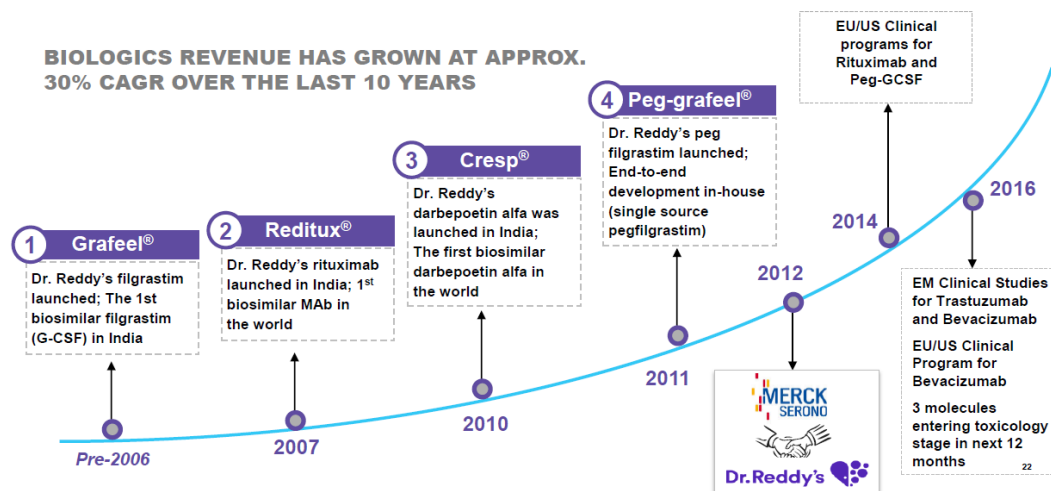 BIOLOGICS REVENUE HAS GROWN AT APPROX.
30% CAGR OVER THE LAST 10 YEARS
1 Grafeel®
Dr. Reddy's filgrastim
launched; The 1st
biosimilar filgrastim
(G-CSF) in India
Pre-2006
2 Reditux®
Dr. Reddy's rituximab
launched in India; 1st
biosimilar MAb in
the world
2007
3 Cresp®
Dr. Reddy's
darbepoetin alfa was
launched in India;
The first biosimilar
darbepoetin alfa in
the world
2010
4 Peg-grafeel®
Dr. Reddy's peg
filgrastim launched;
End-to-end
development in-house
(single source
pegfilgrastim)
2011
2012
MERCK
SERONO
Dr.Reddy's
EU/US Clinical
programs for
Rituximab and
Peg-GCSF
2014
2016
EM Clinical Studies
for Trastuzumab
and Bevacizumab
EU/US Clinical
Program for
Bevacizumab
3 molecules
entering toxicology
stage in next 12
months
22